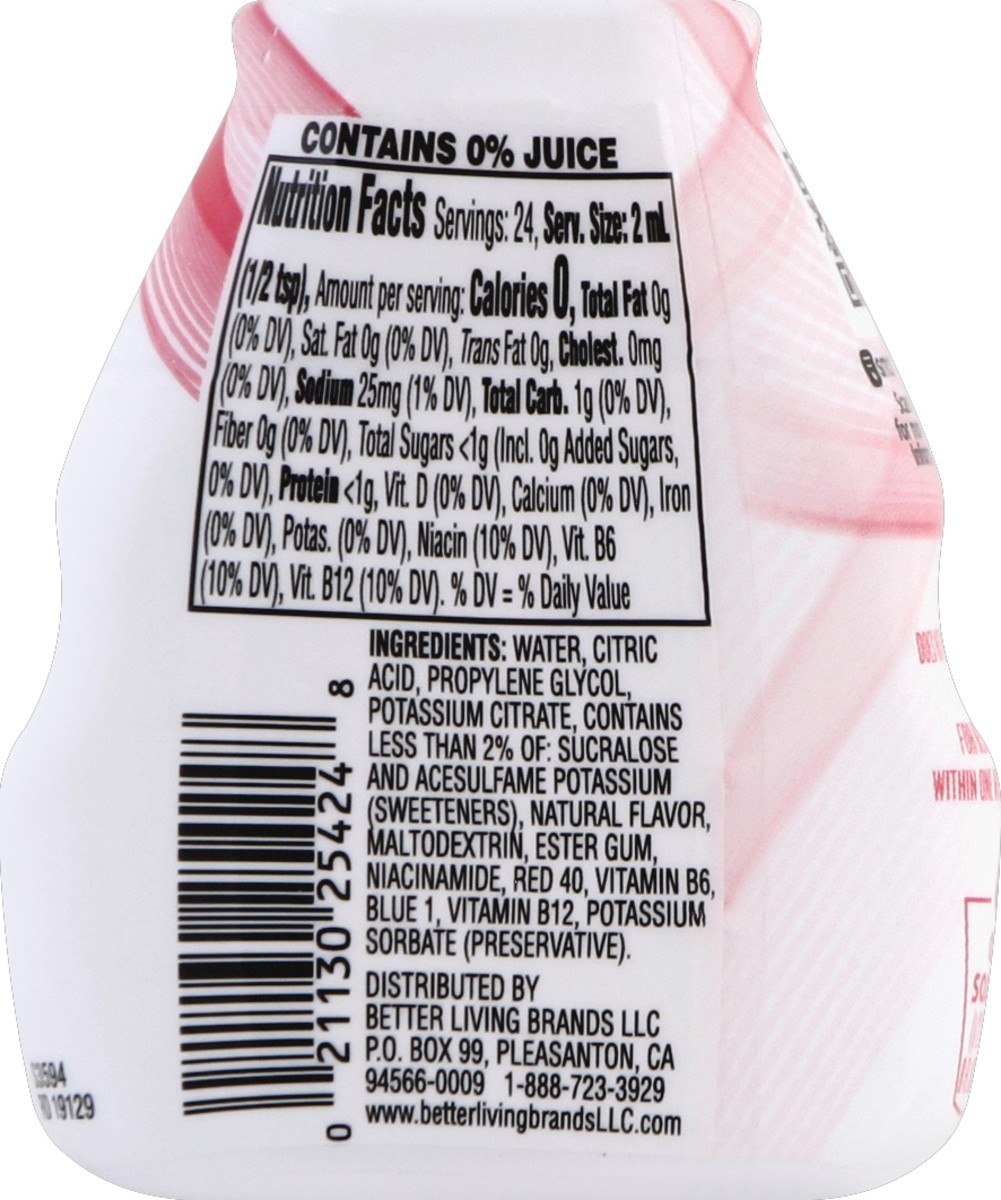 CONTAINS 0% JUICE
Nutrition Facts Servings: 24, Serv. Size: 2 mL
(1/2 tsp), Amount per serving: Calories 0, Total Fat 0g
(0% DV), Sat. Fat 0g (0% DV), Trans Fat 0g, Cholest. 0mg
(0% DV), Sodium 25mg (1% DV), Total Carb. 1g (0% DV),
Fiber 0g (0% DV), Total Sugars <1g (Incl. 0g Added Sugars,
0% DV), Protein <1g, Vit. D (0% DV), Calcium (0% DV), Iron
(0% DV), Potas. (0% DV), Niacin (10% DV), Vit. B6
(10% DV), Vit. B12 (10% DV). % DV = % Daily Value
INGREDIENTS: WATER, CITRIC
ACID, PROPYLENE GLYCOL,
POTASSIUM CITRATE, CONTAINS
LESS THAN 2% OF: SUCRALOSE
AND ACESULFAME POTASSIUM
(SWEETENERS), NATURAL FLAVOR,
MALTODEXTRIN, ESTER GUM,
NIACINAMIDE, RED 40, VITAMIN B6,
BLUE 1, VITAMIN B12, POTASSIUM
SORBATE (PRESERVATIVE).
DISTRIBUTED BY
BETTER LIVING BRANDS LLC
P.O. BOX 99, PLEASANTON, CA
94566-0009 1-888-723-3929
www.betterlivingbrandsLLC.com
0 21130 25424 8
19129
WITHIN